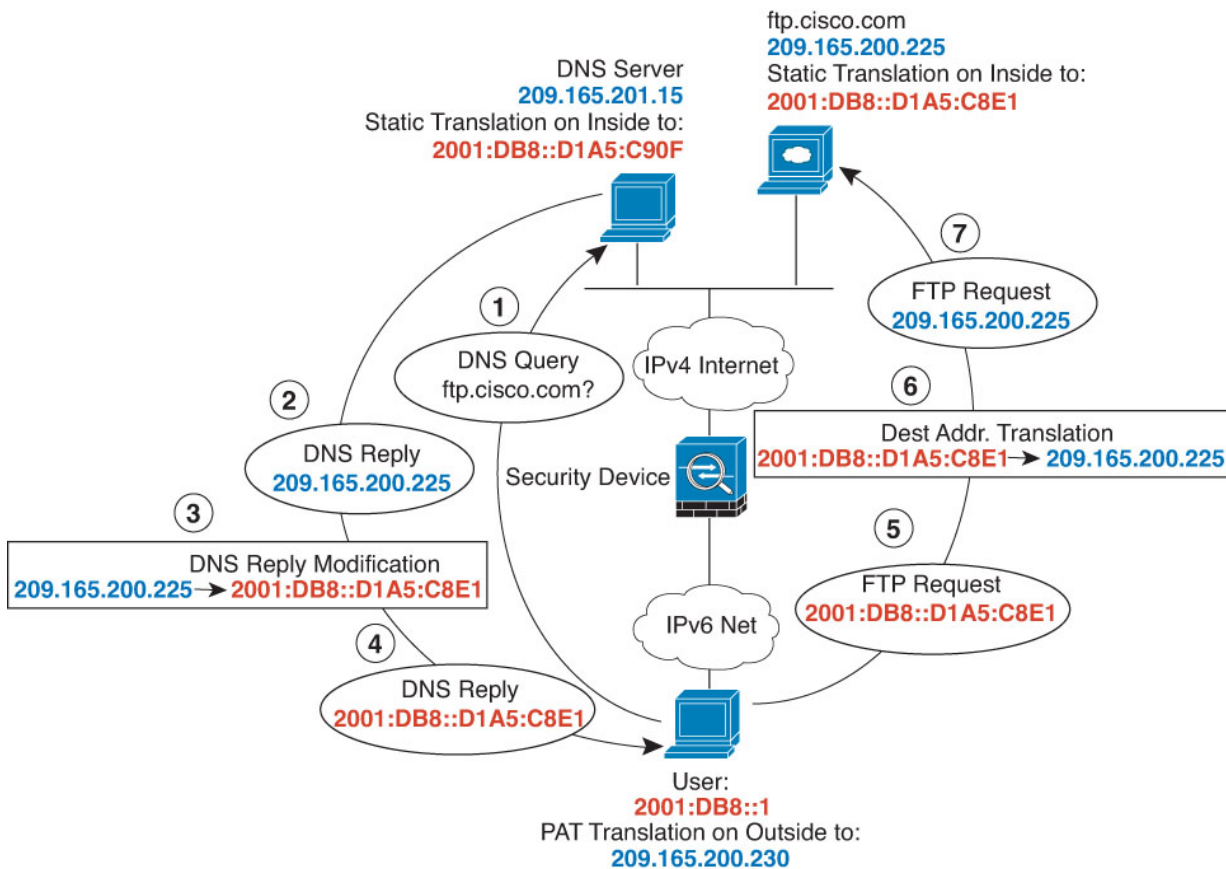 ftp.cisco.com
209.165.200.225
Static Translation on Inside to:
2001:DB8::D1A5:C8E1
DNS Server
209.165.201.15
Static Translation on Inside to:
2001:DB8::D1A5:C90F
7
FTP Request
209.165.200.225
1
DNS Query
ftp.cisco.com?
IPv4 Internet
2
DNS Reply
209.165.200.225
6
Dest Addr. Translation
2001:DB8::D1A5:C8E1 → 209.165.200.225
Security Device
3
DNS Reply Modification
209.165.200.225 → 2001:DB8::D1A5:C8E1
5
FTP Request
2001:DB8::D1A5:C8E1
IPv6 Net
4
DNS Reply
2001:DB8::D1A5:C8E1
User:
2001:DB8::1
PAT Translation on Outside to:
209.165.200.230